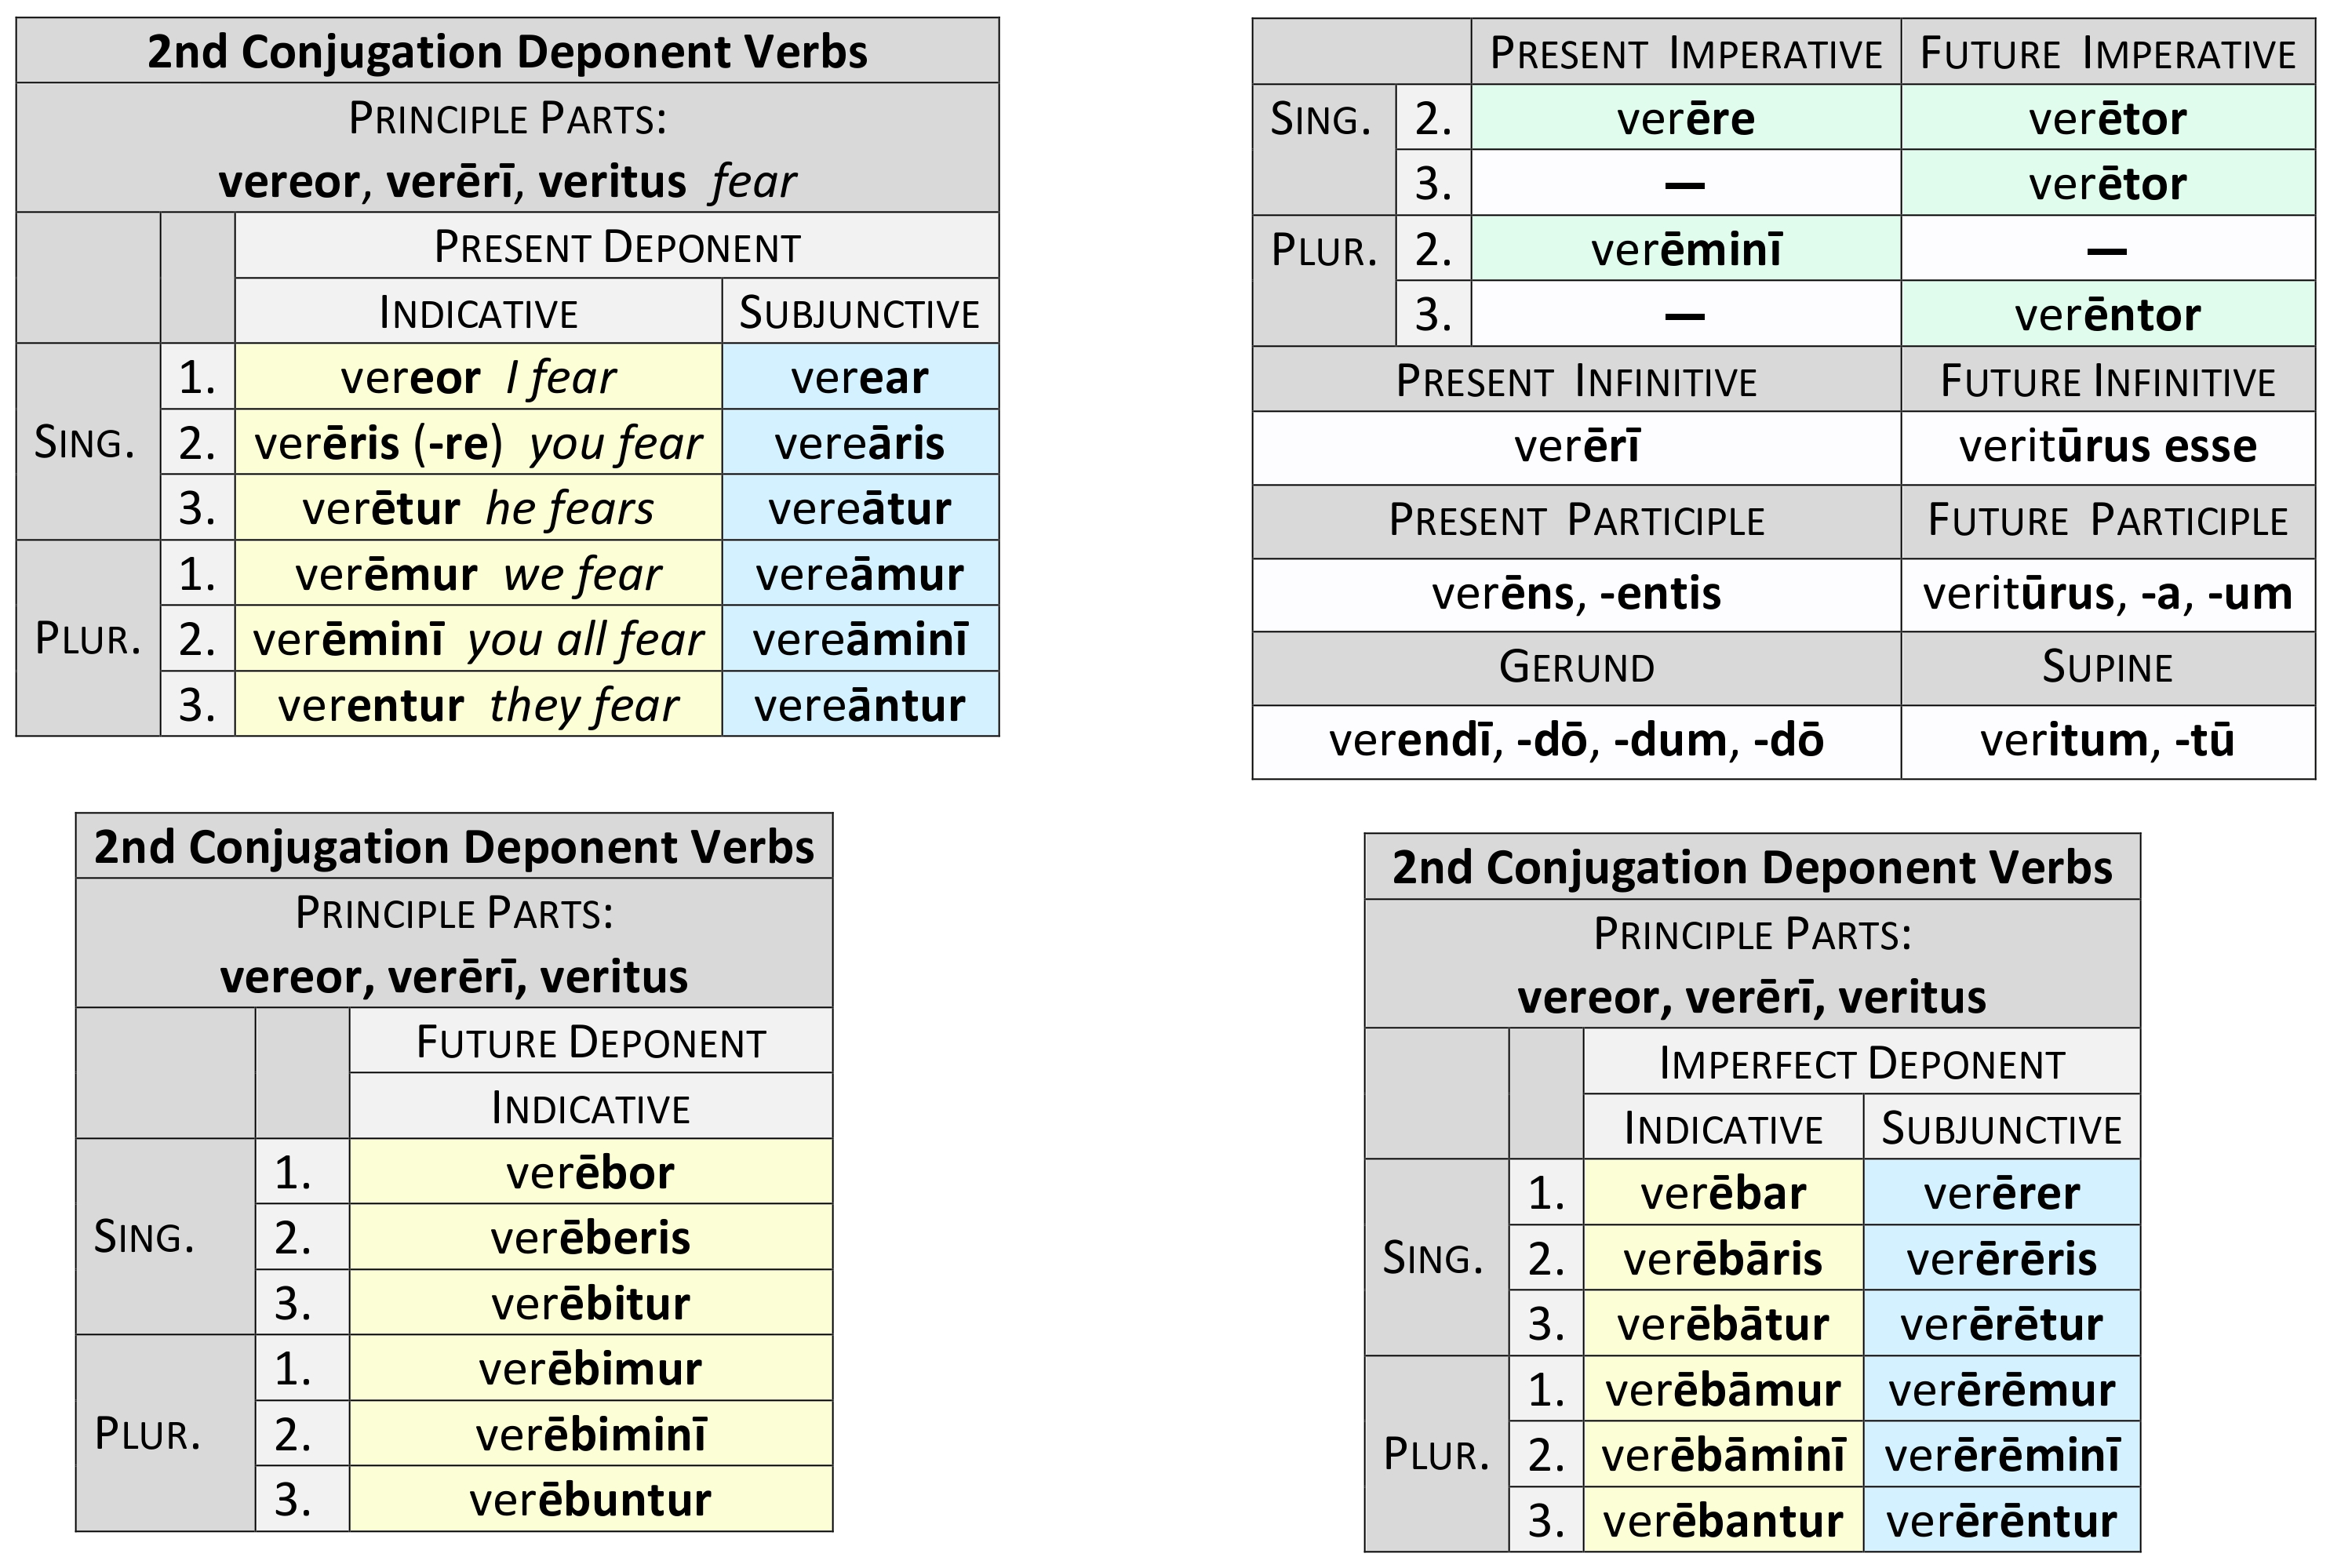 2nd Conjugation Deponent Verbs
PRINCIPLE PARTS:
vereor, verērī, veritus fear
PRESENT DEPONENT
INDICATIVE SUBJUNCTIVE
SING. 1. vereor I fear verear
2. verēris (-re) you fear vereāris
3. verētur he fears vereātur
PLUR. 1. verēmur we fear vereāmur
2. verēminī you all fear vereāminī
3. verentur they fear vereāntur
PRESENT IMPERATIVE FUTURE IMPERATIVE
SING. 2. verēre verētor
3. — verētor
PLUR. 2. verēminī —
3. — verēntor
PRESENT INFINITIVE FUTURE INFINITIVE
verērī veritūrus esse
PRESENT PARTICIPLE FUTURE PARTICIPLE
verēns, -entis veritūrus, -a, -um
GERUND SUPINE
verendī, -dō, -dum, -dō veritum, -tū
2nd Conjugation Deponent Verbs
PRINCIPLE PARTS:
vereor, verērī, veritus
FUTURE DEPONENT
INDICATIVE
SING. 1. verēbor
2. verēberis
3. verēbitur
PLUR. 1. verēbimur
2. verēbiminī
3. verēbuntur
2nd Conjugation Deponent Verbs
PRINCIPLE PARTS:
vereor, verērī, veritus
IMPERFECT DEPONENT
INDICATIVE SUBJUNCTIVE
SING. 1. verēbar verērer
2. verēbāris verērēris
3. verēbātur verērētur
PLUR. 1. verēbāmur verērēmur
2. verēbāminī verērēminī
3. verēbantur verērēntur